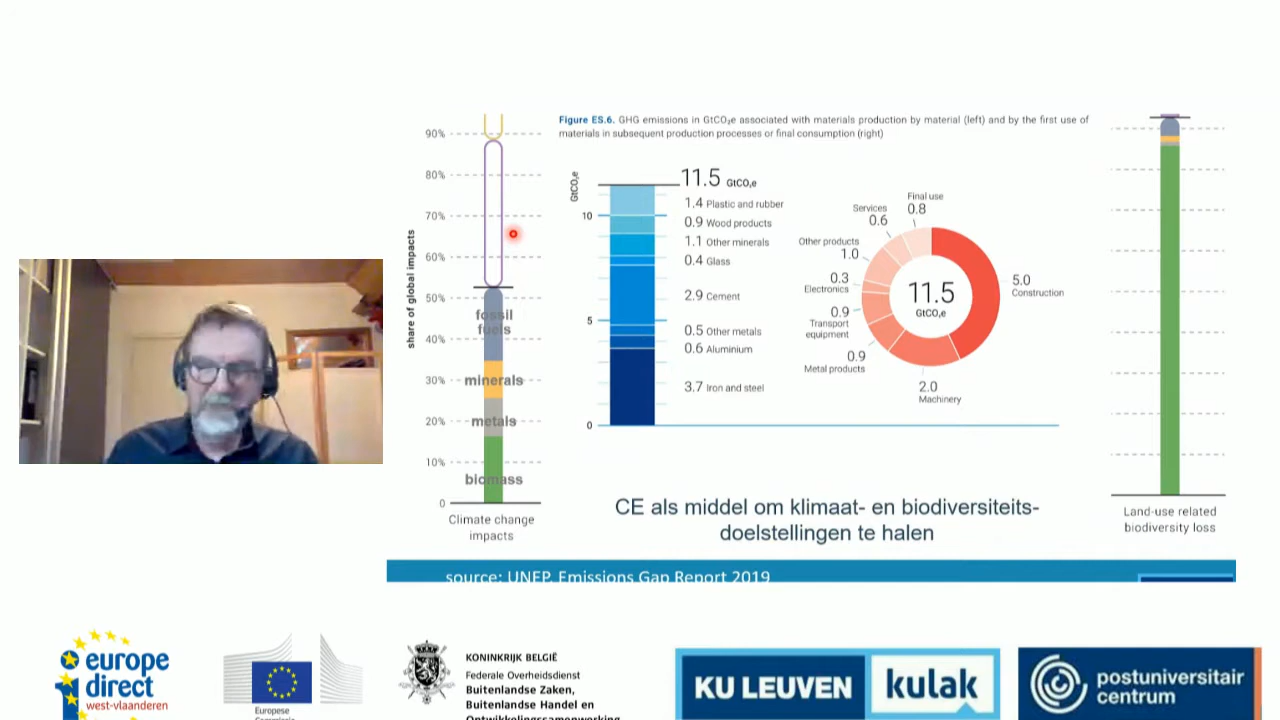 90%
80%
70%
60%
50%
40%
30%
20%
10%
0
share of global impacts
fossil
fuels
minerals
metals
biomass
Climate change
impacts
Figure ES.6. GHG emissions in GtCO₂e associated with materials production by material (left) and by the first use of
materials in subsequent production processes or final consumption (right)
GtCO₂e
10
5
0
11.5 GtCO₂e
1.4 Plastic and rubber
0.9 Wood products
1.1 Other minerals
0.4 Glass
2.9 Cement
0.5 Other metals
0.6 Aluminium
3.7 Iron and steel
Final use
0.8
Services
0.6
Other products
1.0
0.3
Electronics
0.9
Transport
equipment
0.9
Metal products
2.0
Machinery
5.0
Construction
11.5
GtCO₂e
Land-use related
biodiversity loss
CE als middel om klimaat- en biodiversiteits-
doelstellingen te halen
source: UNEP, Emissions Gap Report 2019
europe
direct
west-vlaanderen
Europese
Commissie
KONINKRIJK BELGIË
Federale Overheidsdienst
Buitenlandse Zaken,
Buitenlandse Handel en
Ontwikkelingssamenwerking
KU LEUVEN
kulak
postuniversitair
centrum